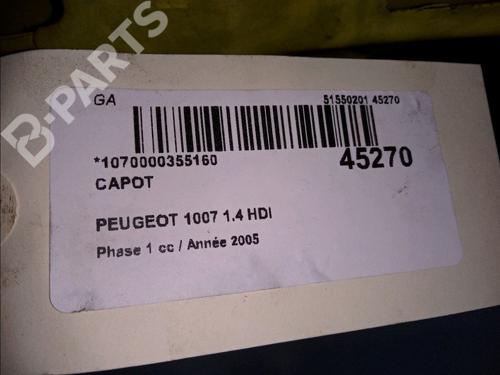 GA
51550201 45270
*1070000355160
45270
CAPOT
PEUGEOT 1007 1.4 HDI
Phase 1 cc / Année 2005
B-PARTS